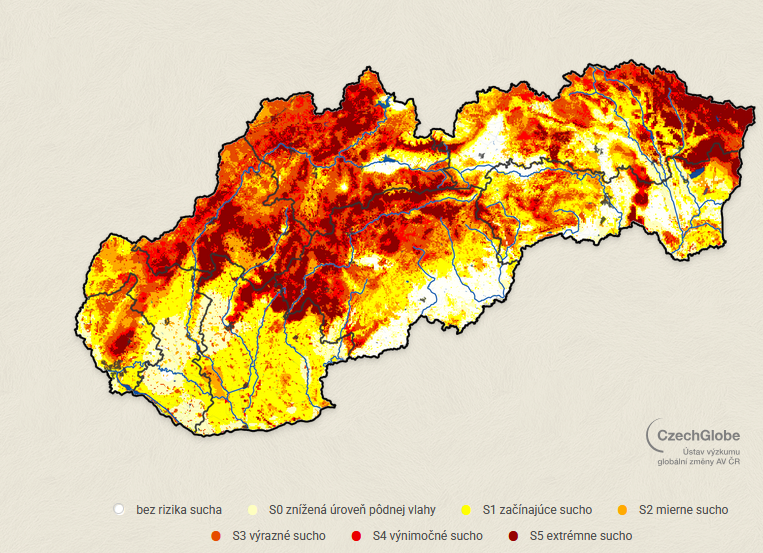 CzechGlobe
Ústav výzkumu
globální změny AV ČR
bez rizika sucha S0 znížená úroveň pôdnej vlahy S1 začínajúce sucho S2 mierne sucho
S3 výrazné sucho S4 výnimočné sucho S5 extrémne sucho